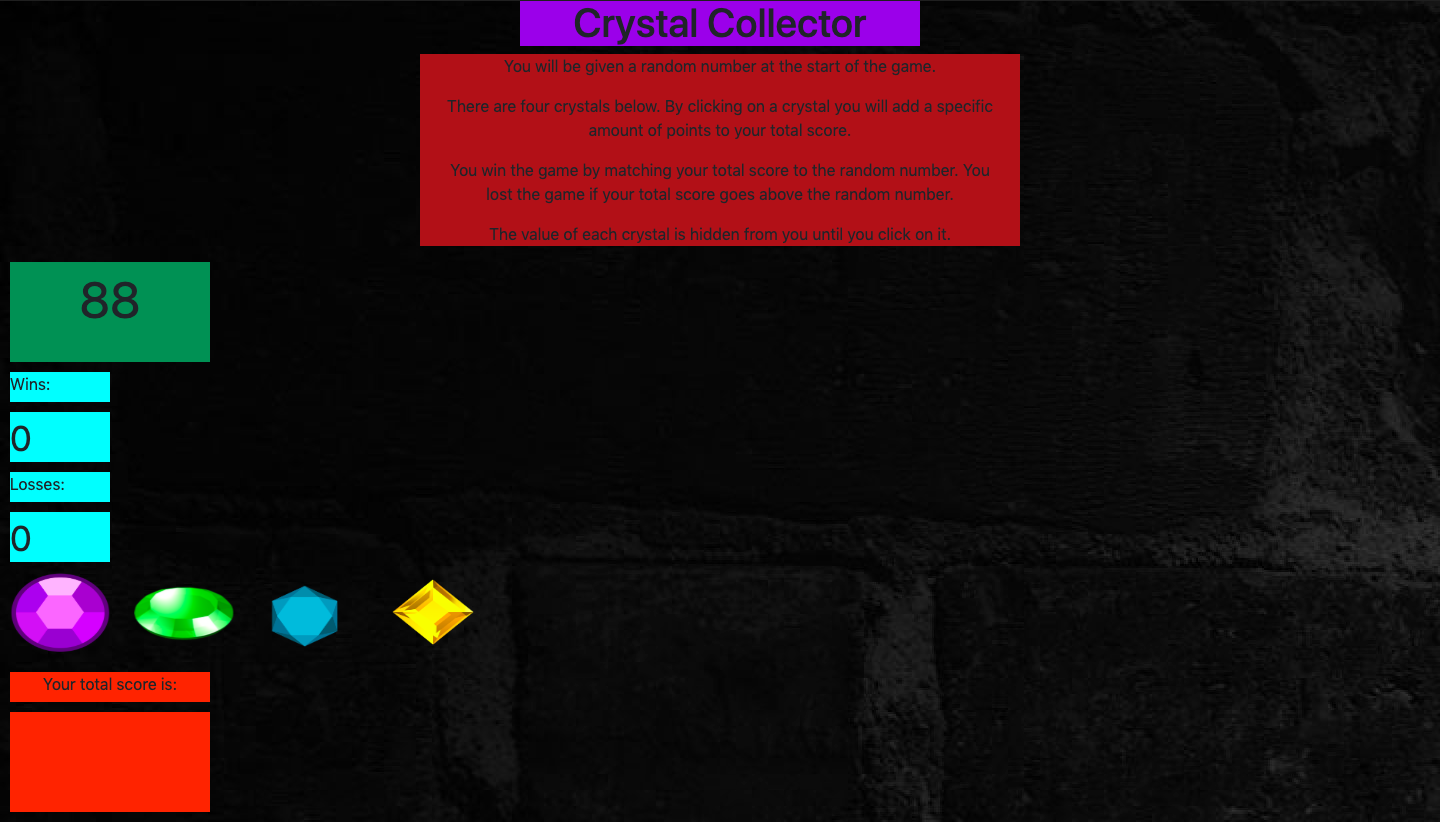 Crystal Collector
You will be given a random number at the start of the game.
There are four crystals below. By clicking on a crystal you will add a specific
amount of points to your total score.
You win the game by matching your total score to the random number. You
lost the game if your total score goes above the random number.
The value of each crystal is hidden from you until you click on it.
88
Wins:
0
Losses:
0
Your total score is: